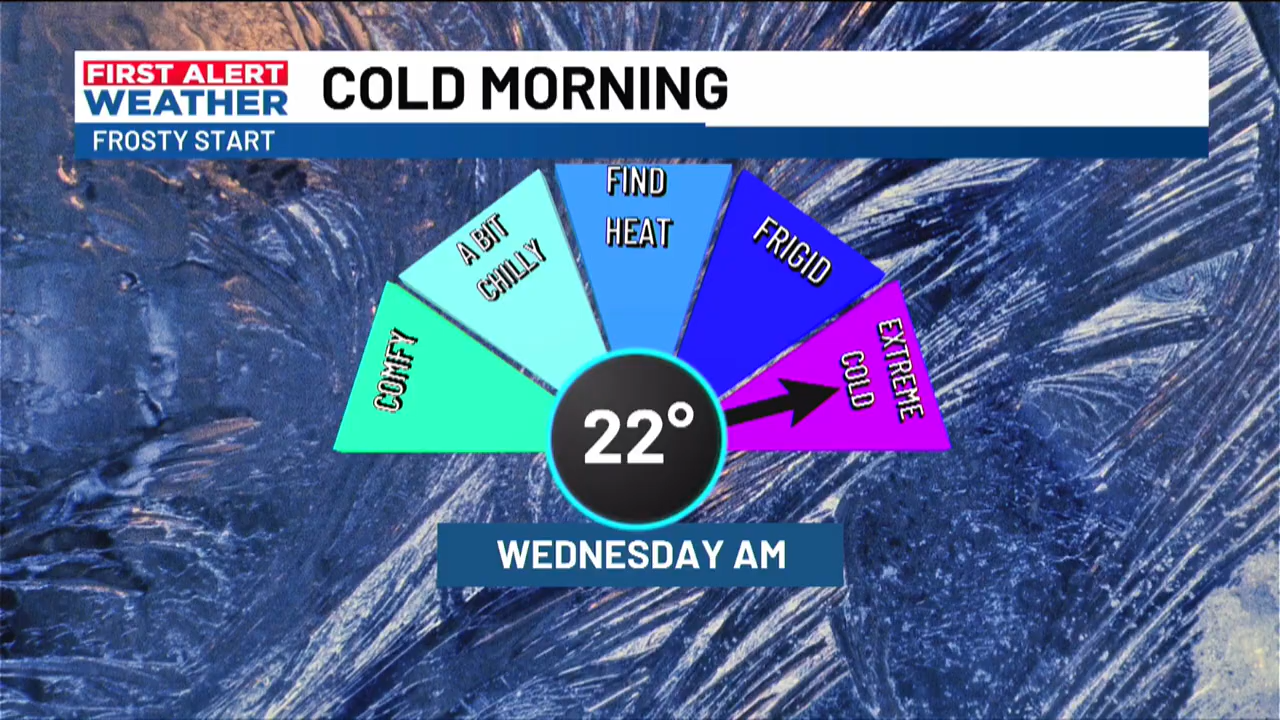 FIRST ALERT
WEATHER
COLD MORNING
FROSTY START
COMFY
A BIT
CHILLY
FIND
HEAT
FRIGID
EXTREME
COLD
22°
WEDNESDAY AM